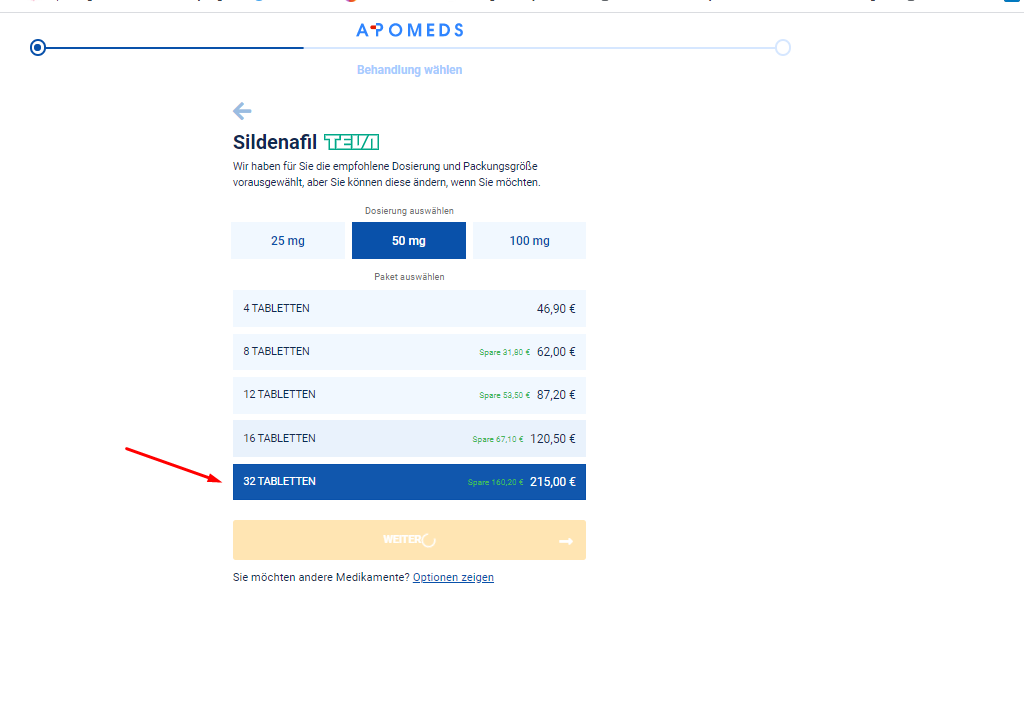 APOMEDS
Behandlung wählen
Sildenafil TEVA
Wir haben für Sie die empfohlene Dosierung und Packungsgröße
vorausgewählt, aber Sie können diese ändern, wenn Sie möchten.
Dosierung auswählen
25 mg 50 mg 100 mg
Paket auswählen
4 TABLETTEN 46,90 €
8 TABLETTEN Spare 31,80 € 62,00 €
12 TABLETTEN Spare 53,50 € 87,20 €
16 TABLETTEN Spare 67,10 € 120,50 €
32 TABLETTEN Spare 160,20 € 215,00 €
WEITER
Sie möchten andere Medikamente? Optionen zeigen